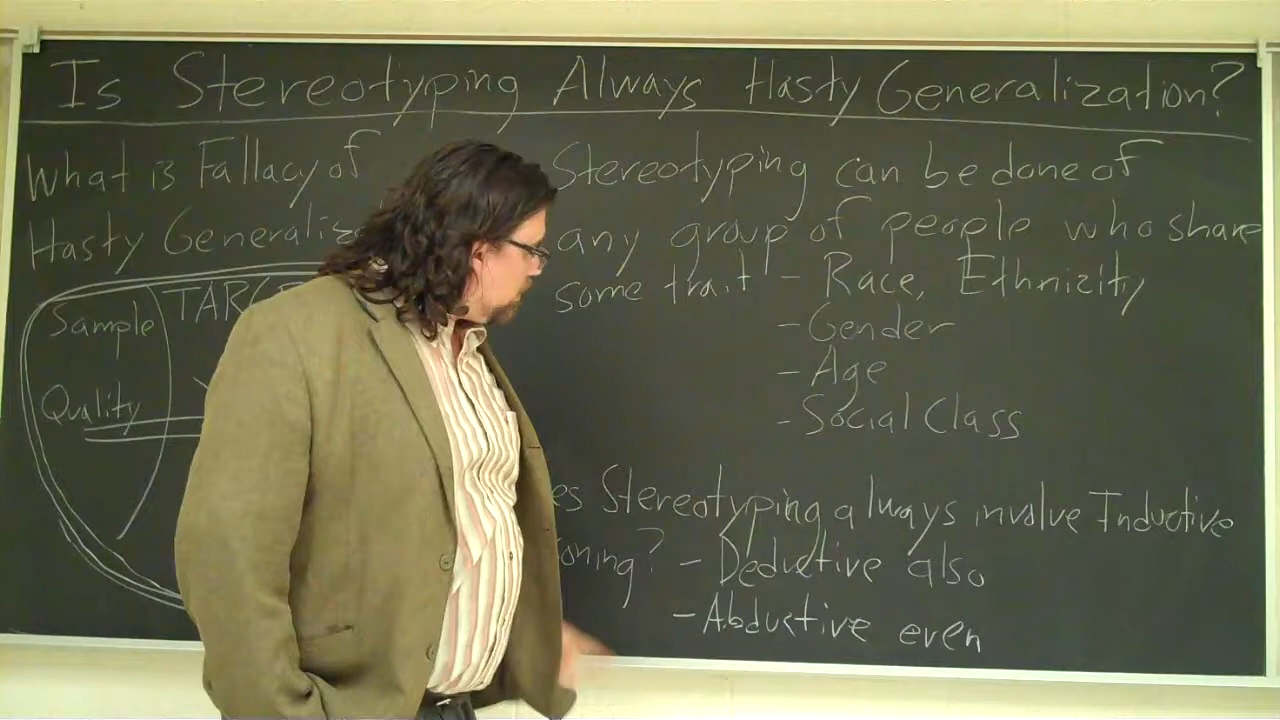 Is Stereotyping Always Hasty Generalization?
What is Fallacy of
Hasty Generaliz
Sample TARG
Quality
Stereotyping can be done of
any group of people who share
some trait - Race, Ethnizity
- Gender
- Age
- Social Class
es Stereotyping always involve Inductive
oning? - Deductive also
- Abductive even